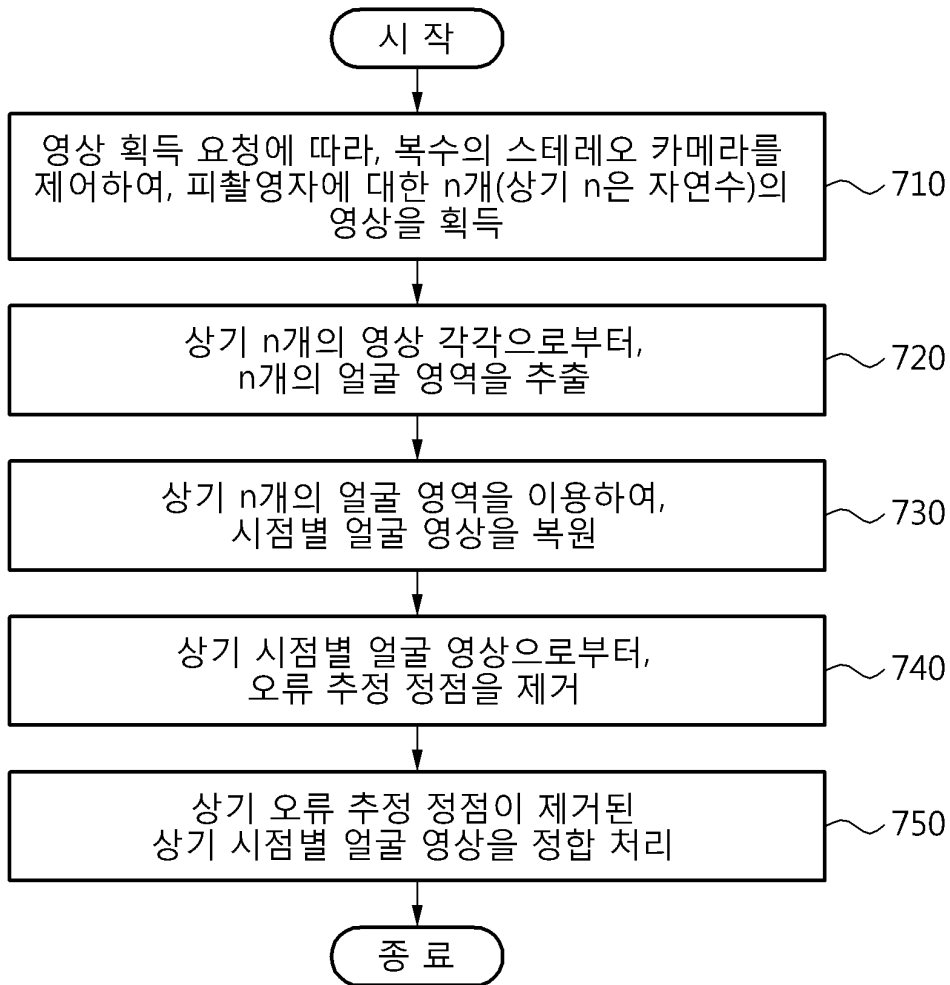 시 작
영상 획득 요청에 따라, 복수의 스테레오 카메라를
제어하여, 피촬영자에 대한 n개(상기 n은 자연수)의
영상을 획득
710
상기 n개의 영상 각각으로부터,
n개의 얼굴 영역을 추출
720
상기 n개의 얼굴 영역을 이용하여,
시점별 얼굴 영상을 복원
730
상기 시점별 얼굴 영상으로부터,
오류 추정 정점을 제거
740
상기 오류 추정 정점이 제거된
상기 시점별 얼굴 영상을 정합 처리
750
종 료